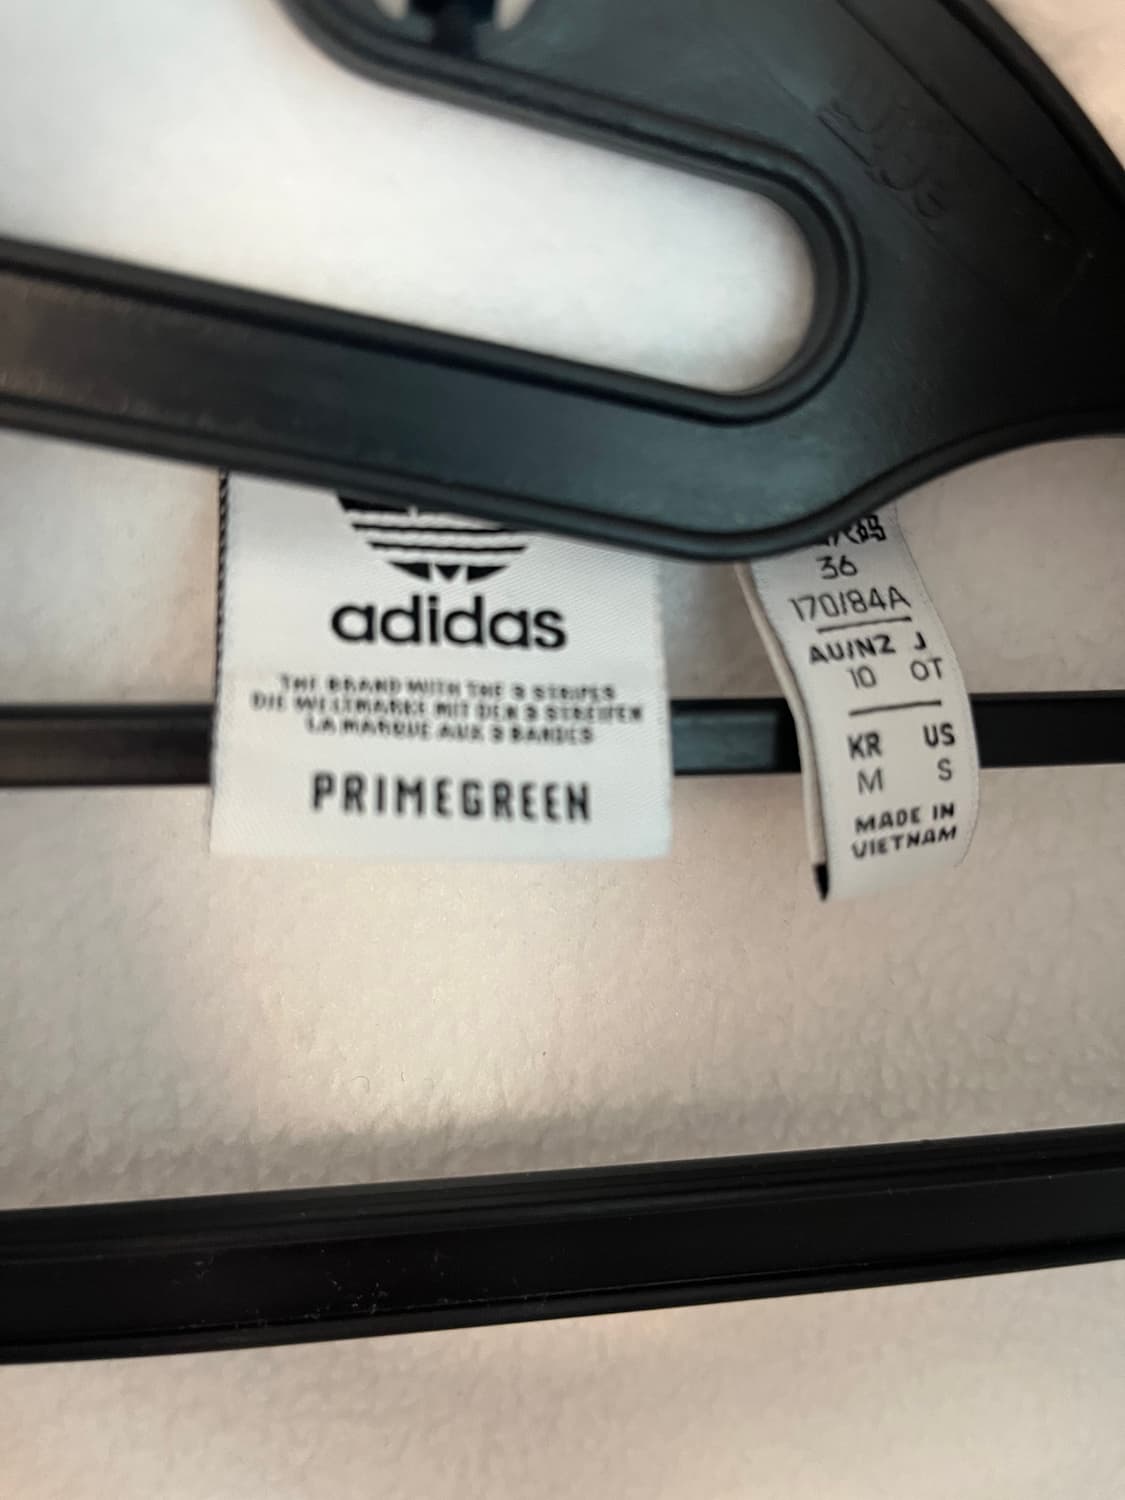 adidas
THE BRAND WITH THE 3 STRIPES
DIE WELTMARKE MIT DEN 3 STREIFEN
LA MARQUE AUX 3 BANDES
PRIMEGREEN
码
36
170/84A
AU/NZ J
10 OT
KR US
M S
MADE IN
VIETNAM